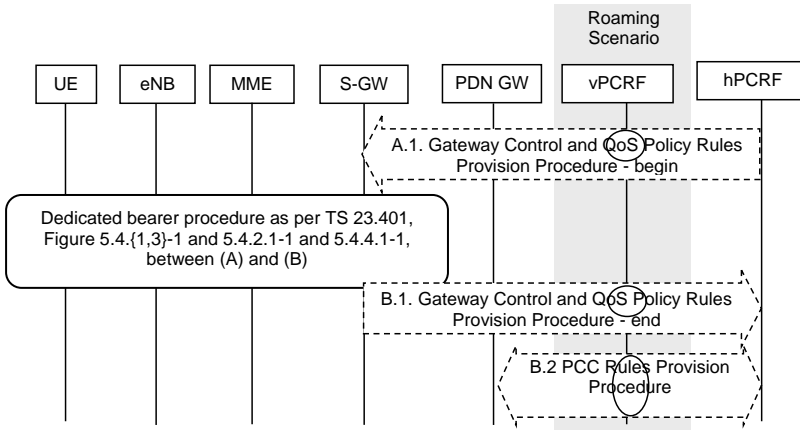 Roaming
Scenario
UE
eNB
MME
S-GW
PDN GW
vPCRF
hPCRF
A.1. Gateway Control and QoS Policy Rules
Provision Procedure - begin
Dedicated bearer procedure as per TS 23.401,
Figure 5.4.{1,3}-1 and 5.4.2.1-1 and 5.4.4.1-1,
between (A) and (B)
B.1. Gateway Control and QoS Policy Rules
Provision Procedure - end
B.2 PCC Rules Provision
Procedure